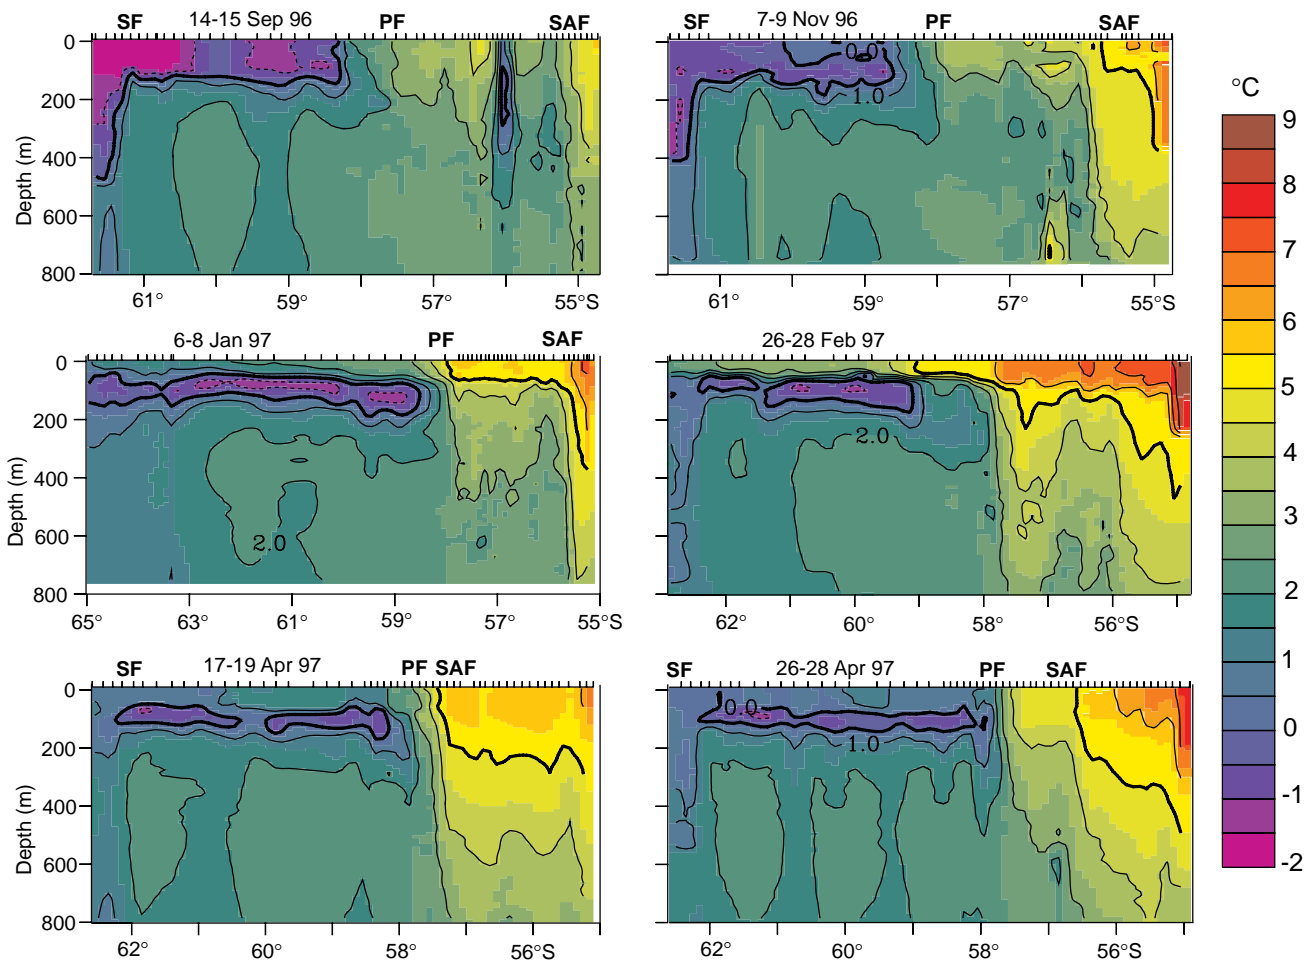 SF 14-15 Sep 96 PF SAF
0
200
400
600
800
Depth (m)
61° 59° 57° 55°S
SF 7-9 Nov 96 PF SAF
0.0
1.0
61° 59° 57° 55°S
6-8 Jan 97 PF SAF
0
200
400
600
800
Depth (m)
2.0
65° 63° 61° 59° 57° 55°S
26-28 Feb 97
2.0
62° 60° 58° 56°S
SF 17-19 Apr 97 PF SAF
0
200
400
600
800
Depth (m)
62° 60° 58° 56°S
SF 26-28 Apr 97 PF SAF
0.0
1.0
62° 60° 58° 56°S
°C
9
8
7
6
5
4
3
2
1
0
-1
-2